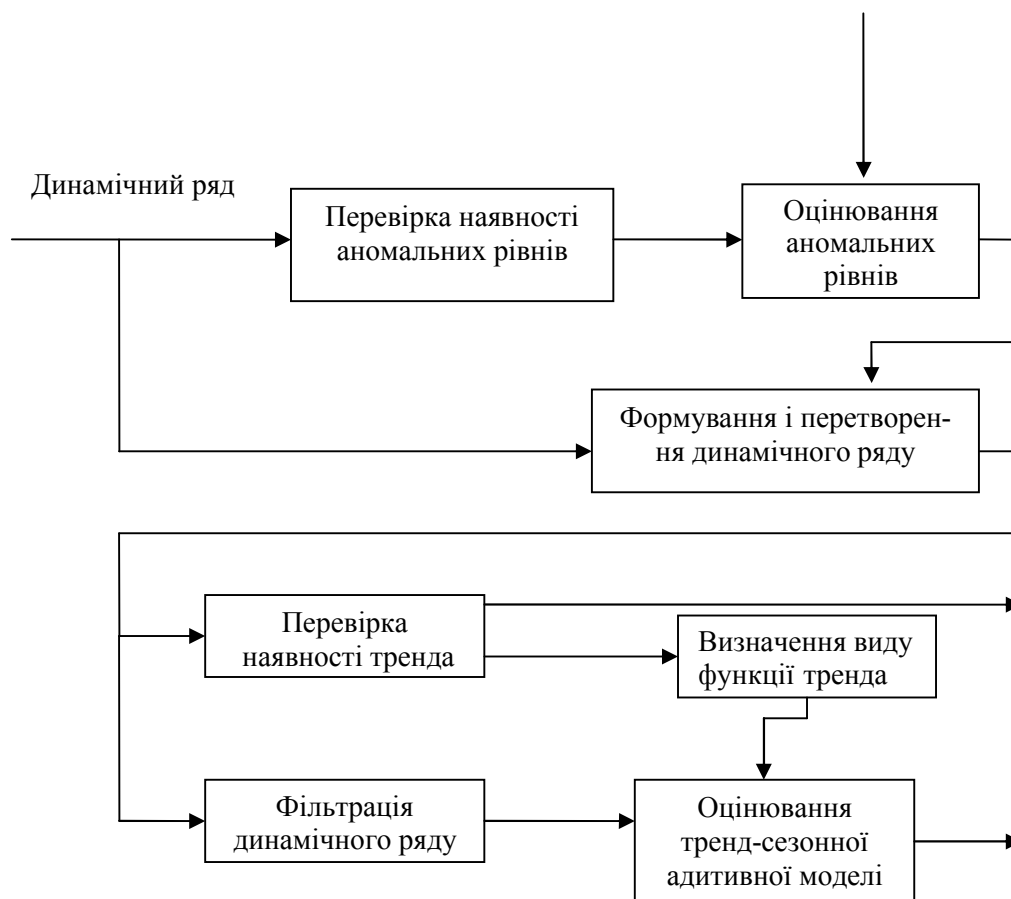 Динамічний ряд
Перевірка наявності
аномальних рівнів
Оцінювання
аномальних
рівнів
Формування і перетворен-
ня динамічного ряду
Перевірка
наявності тренда
Визначення виду
функції тренда
Фільтрація
динамічного ряду
Оцінювання
тренд-сезонної
адитивної моделі